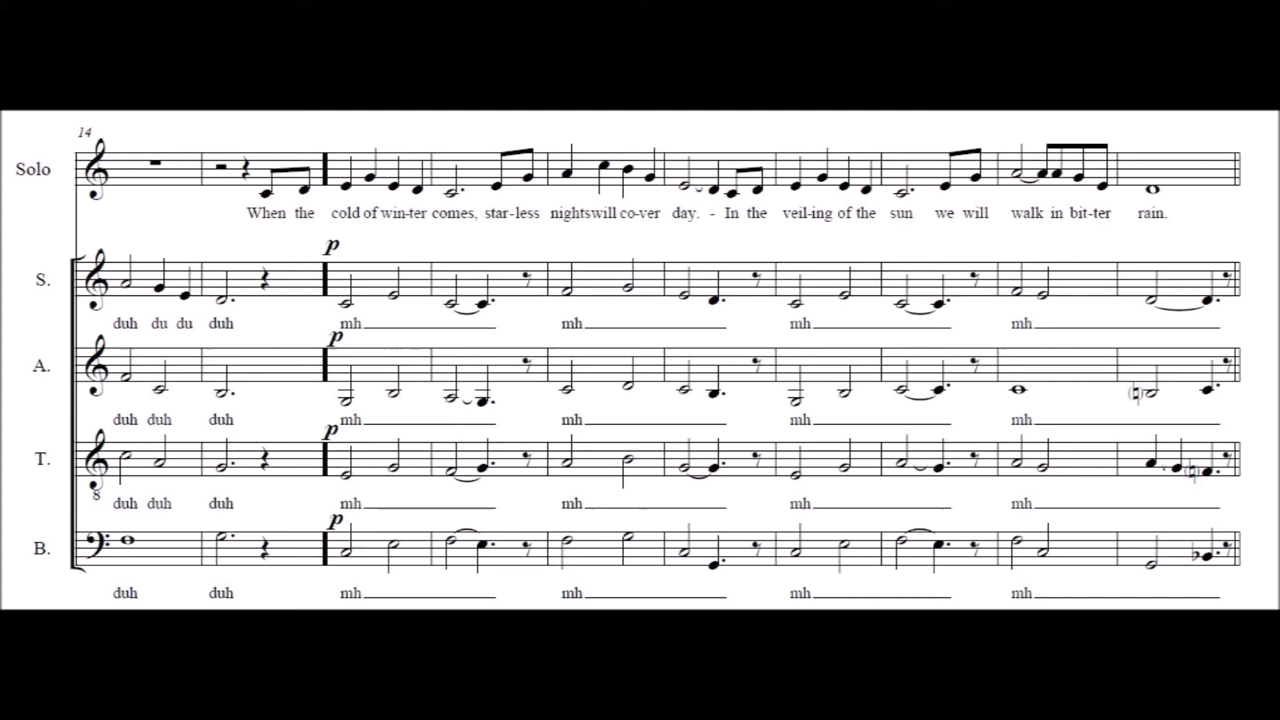 14
Solo
When the cold of win-ter comes, star-less nightswill co-ver day. - In the veil-ing of the sun we will walk in bit-ter rain.
p
S.
duh du du duh mh mh mh mh
p
A.
duh duh duh mh mh mh mh
p
T.
8
duh duh duh mh mh mh mh
p
B.
duh duh mh mh mh mh